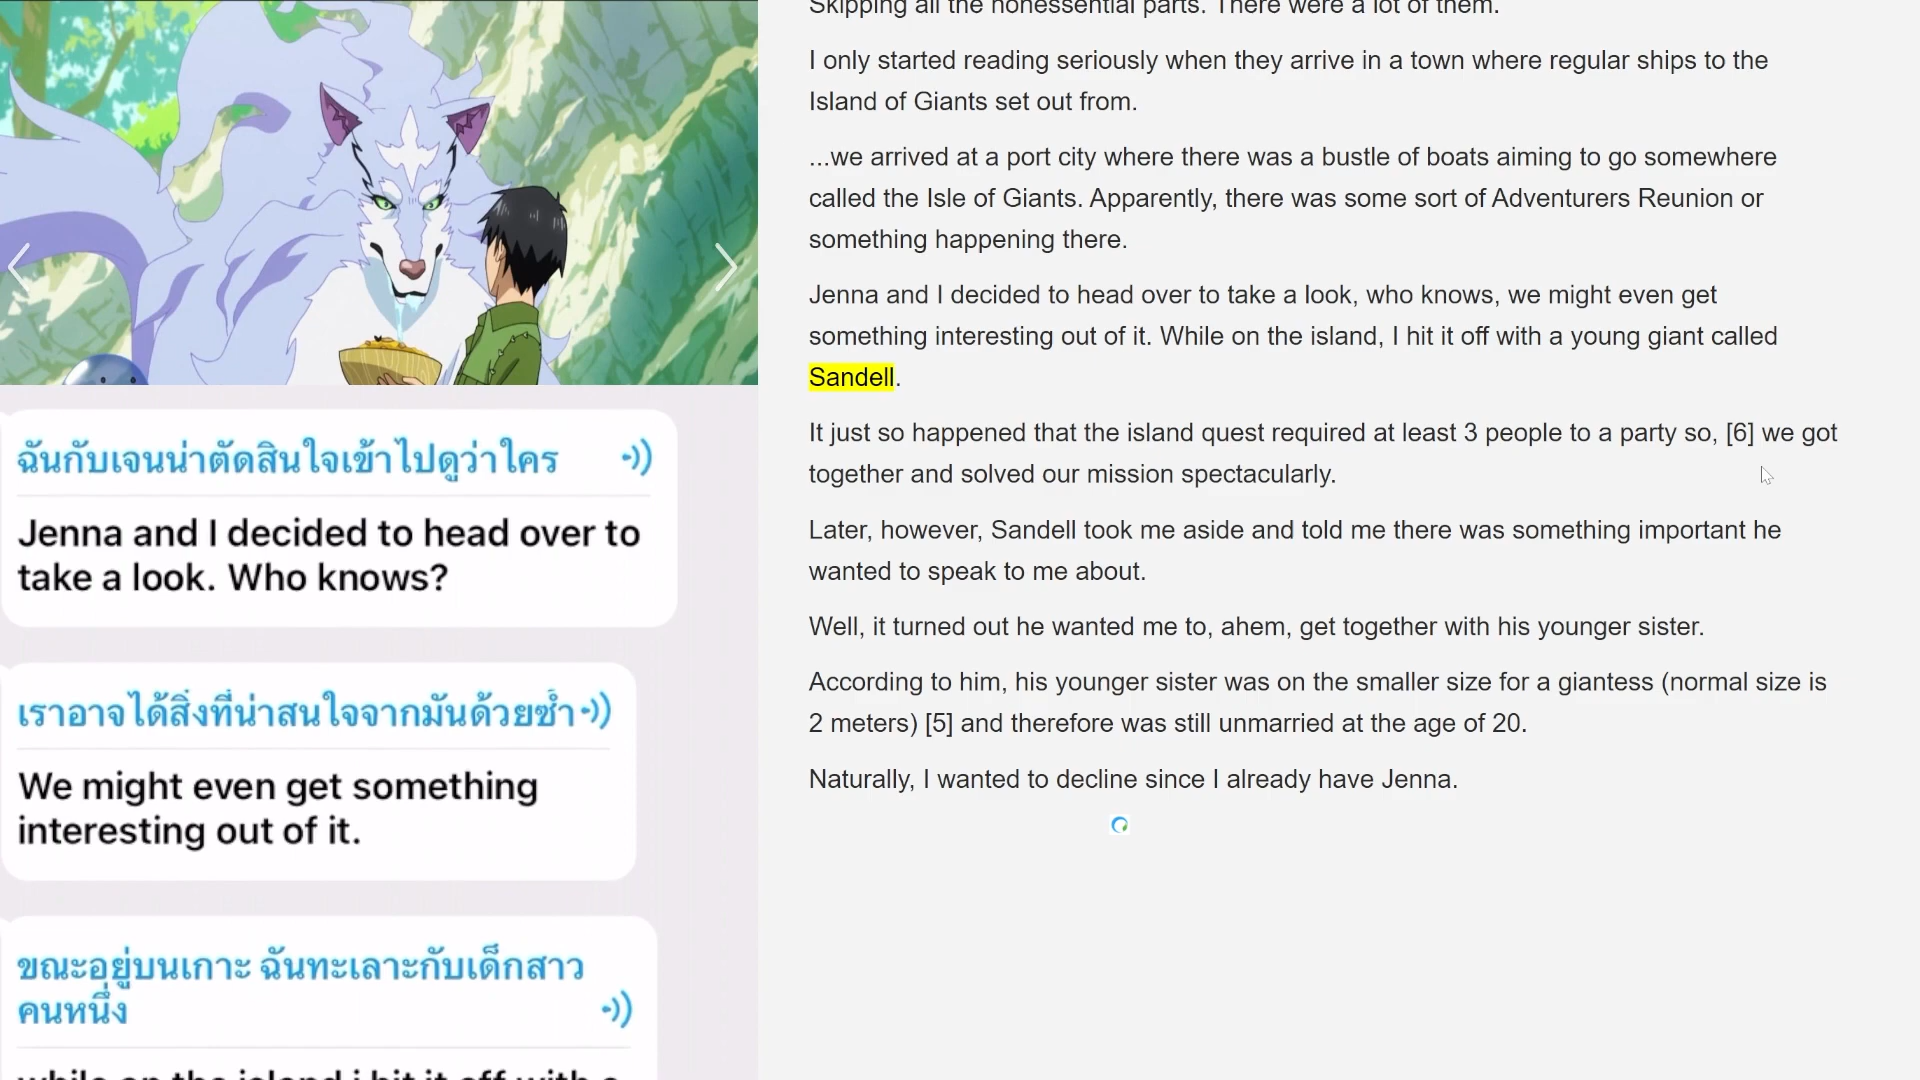 ฉันกับเจนน่าตัดสินใจเข้าไปดูว่าใคร
Jenna and I decided to head over to
take a look. Who knows?
เราอาจได้สิ่งที่น่าสนใจจากมันด้วยซ้ำ
We might even get something
interesting out of it.
ขณะอยู่บนเกาะ ฉันทะเลาะกับเด็กสาว
คนหนึ่ง
while on the island i hit it off with a
Skipping all the nonessential parts. There were a lot of them.
I only started reading seriously when they arrive in a town where regular ships to the
Island of Giants set out from.
...we arrived at a port city where there was a bustle of boats aiming to go somewhere
called the Isle of Giants. Apparently, there was some sort of Adventurers Reunion or
something happening there.
Jenna and I decided to head over to take a look, who knows, we might even get
something interesting out of it. While on the island, I hit it off with a young giant called
Sandell.
It just so happened that the island quest required at least 3 people to a party so, [6] we got
together and solved our mission spectacularly.
Later, however, Sandell took me aside and told me there was something important he
wanted to speak to me about.
Well, it turned out he wanted me to, ahem, get together with his younger sister.
According to him, his younger sister was on the smaller size for a giantess (normal size is
2 meters) [5] and therefore was still unmarried at the age of 20.
Naturally, I wanted to decline since I already have Jenna.